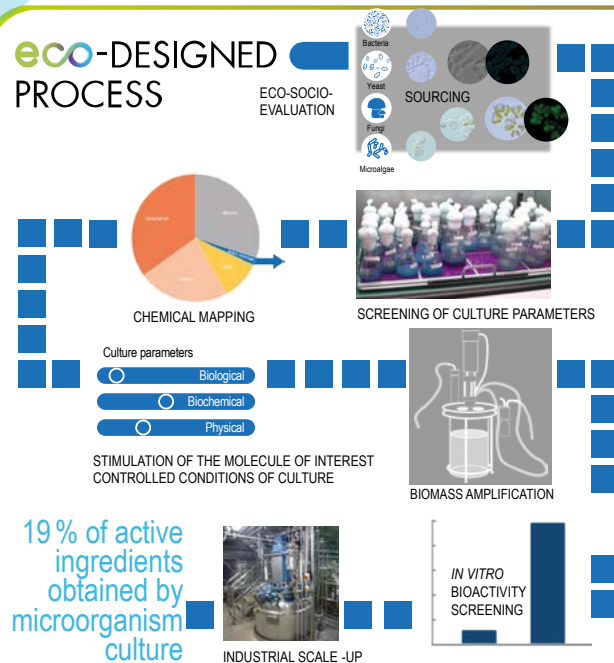 eco-DESIGNED
PROCESS
ECO-SOCIO-
EVALUATION
Bacteria
Yeast
SOURCING
Fungi
Microalgae
CHEMICAL MAPPING
SCREENING OF CULTURE PARAMETERS
Culture parameters
Biological
Biochemical
Physical
STIMULATION OF THE MOLECULE OF INTEREST
CONTROLLED CONDITIONS OF CULTURE
BIOMASS AMPLIFICATION
19 % of active
ingredients
obtained by
microorganism
culture
INDUSTRIAL SCALE -UP
IN VITRO
BIOACTIVITY
SCREENING